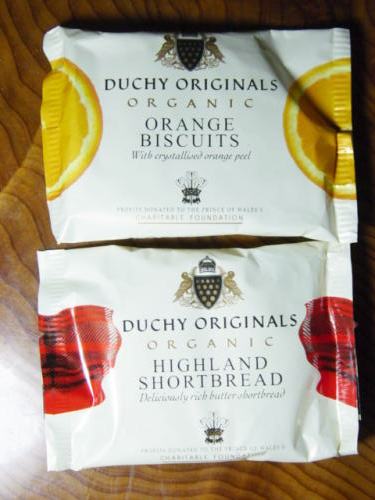 DUCHY ORIGINALS
ORGANIC
ORANGE
BISCUITS
With crystallised orange peel
PROFITS DONATED TO THE PRINCE OF WALES'S
CHARITABLE FOUNDATION
DUCHY ORIGINALS
ORGANIC
HIGHLAND
SHORTBREAD
Deliciously rich butter shortbread
PROFITS DONATED TO THE PRINCE OF WALES'S
CHARITABLE FOUNDATION